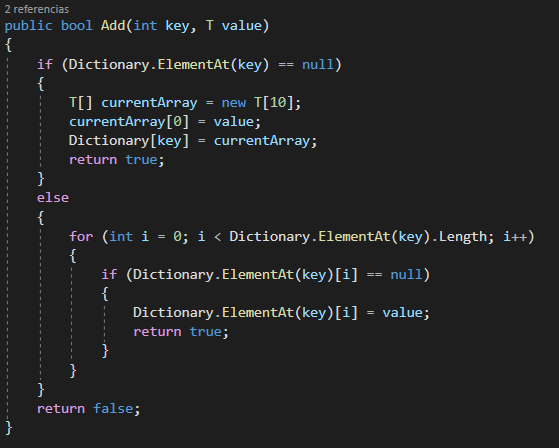 2 referencias
public bool Add(int key, T value)
{
    if (Dictionary.ElementAt(key) == null)
    {
        T[] currentArray = new T[10];
        currentArray[0] = value;
        Dictionary[key] = currentArray;
        return true;
    }
    else
    {
        for (int i = 0; i < Dictionary.ElementAt(key).Length; i++)
        {
            if (Dictionary.ElementAt(key)[i] == null)
            {
                Dictionary.ElementAt(key)[i] = value;
                return true;
            }
        }
    }
    return false;
}